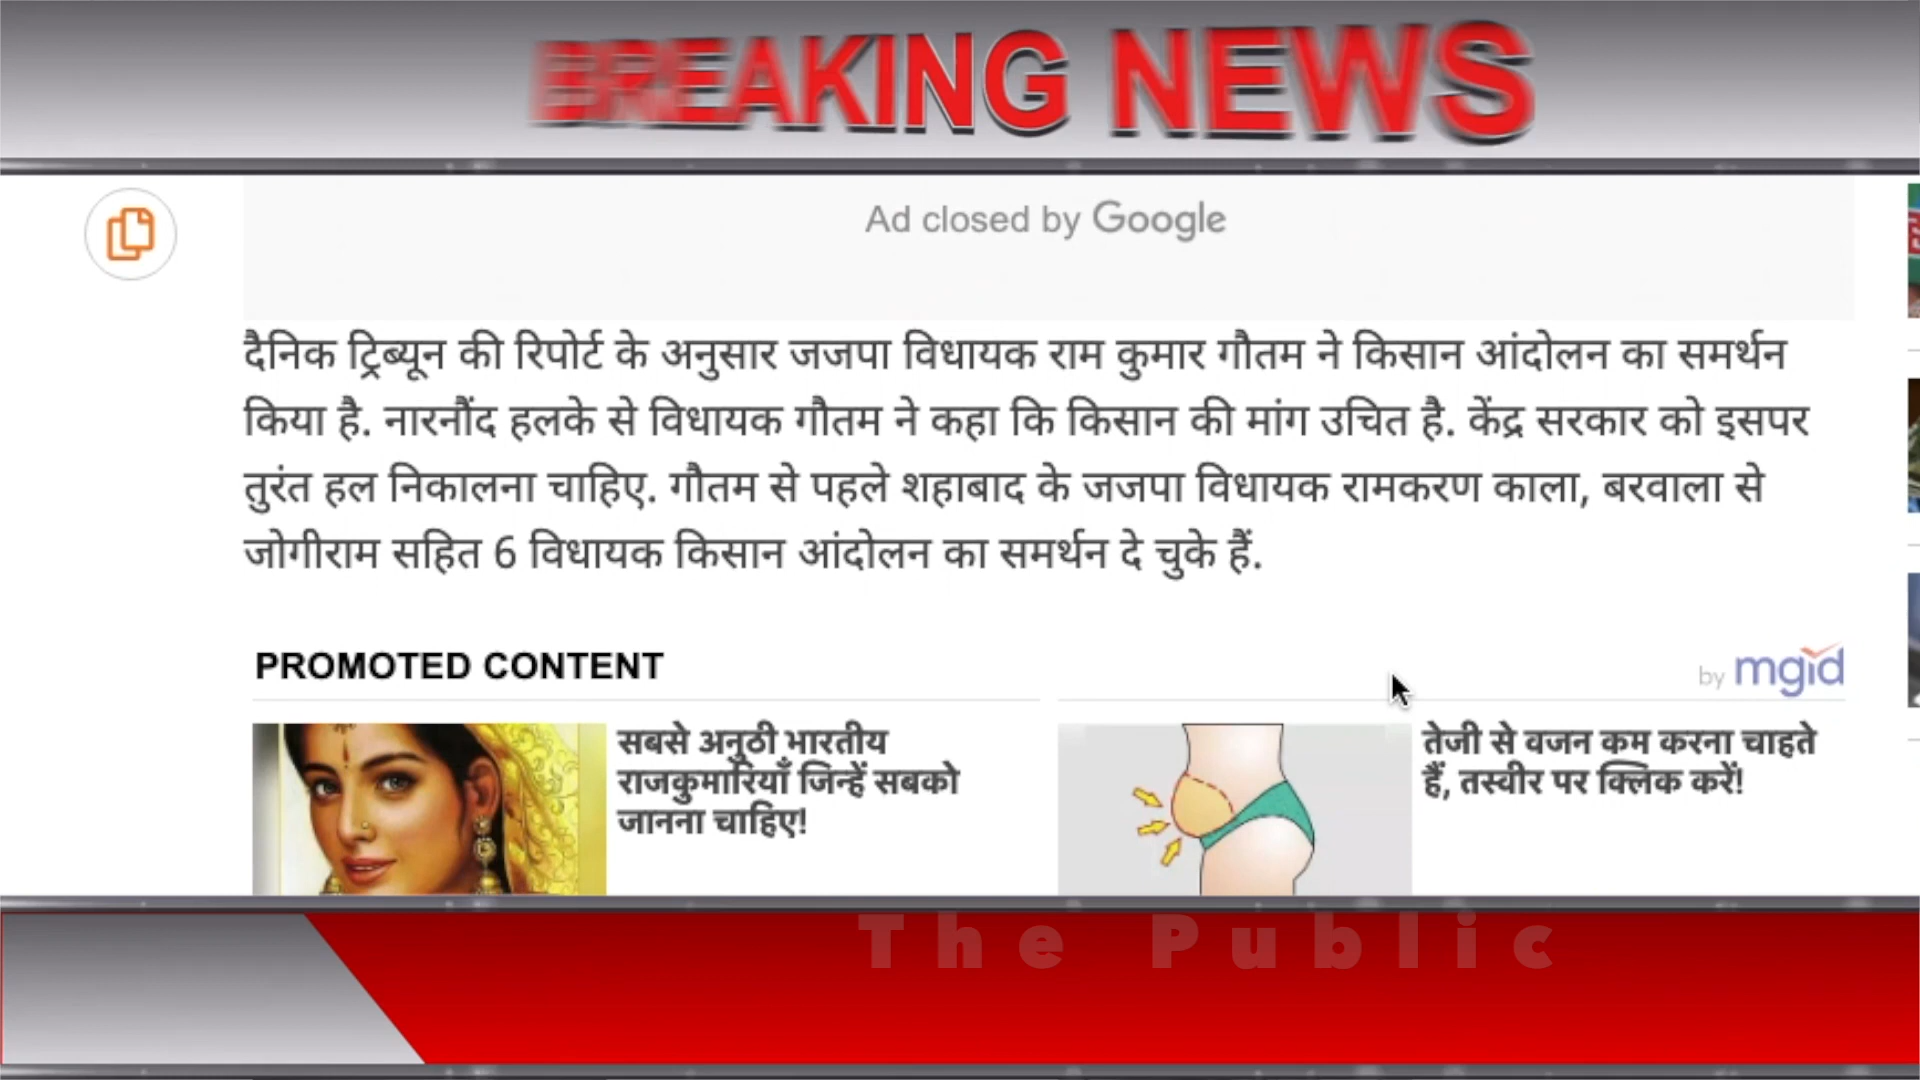 BREAKING NEWS
Ad closed by Google
दैनिक ट्रिब्यून की रिपोर्ट के अनुसार जजपा विधायक राम कुमार गौतम ने किसान आंदोलन का समर्थन
किया है. नारनौंद हलके से विधायक गौतम ने कहा कि किसान की मांग उचित है. केंद्र सरकार को इसपर
तुरंत हल निकालना चाहिए. गौतम से पहले शहाबाद के जजपा विधायक रामकरण काला, बरवाला से
जोगीराम सहित 6 विधायक किसान आंदोलन का समर्थन दे चुके हैं.
PROMOTED CONTENT
by mgid
सबसे अनूठी भारतीय
राजकुमारियाँ जिन्हें सबको
जानना चाहिए!
तेजी से वजन कम करना चाहते
हैं, तस्वीर पर क्लिक करें!
The Public